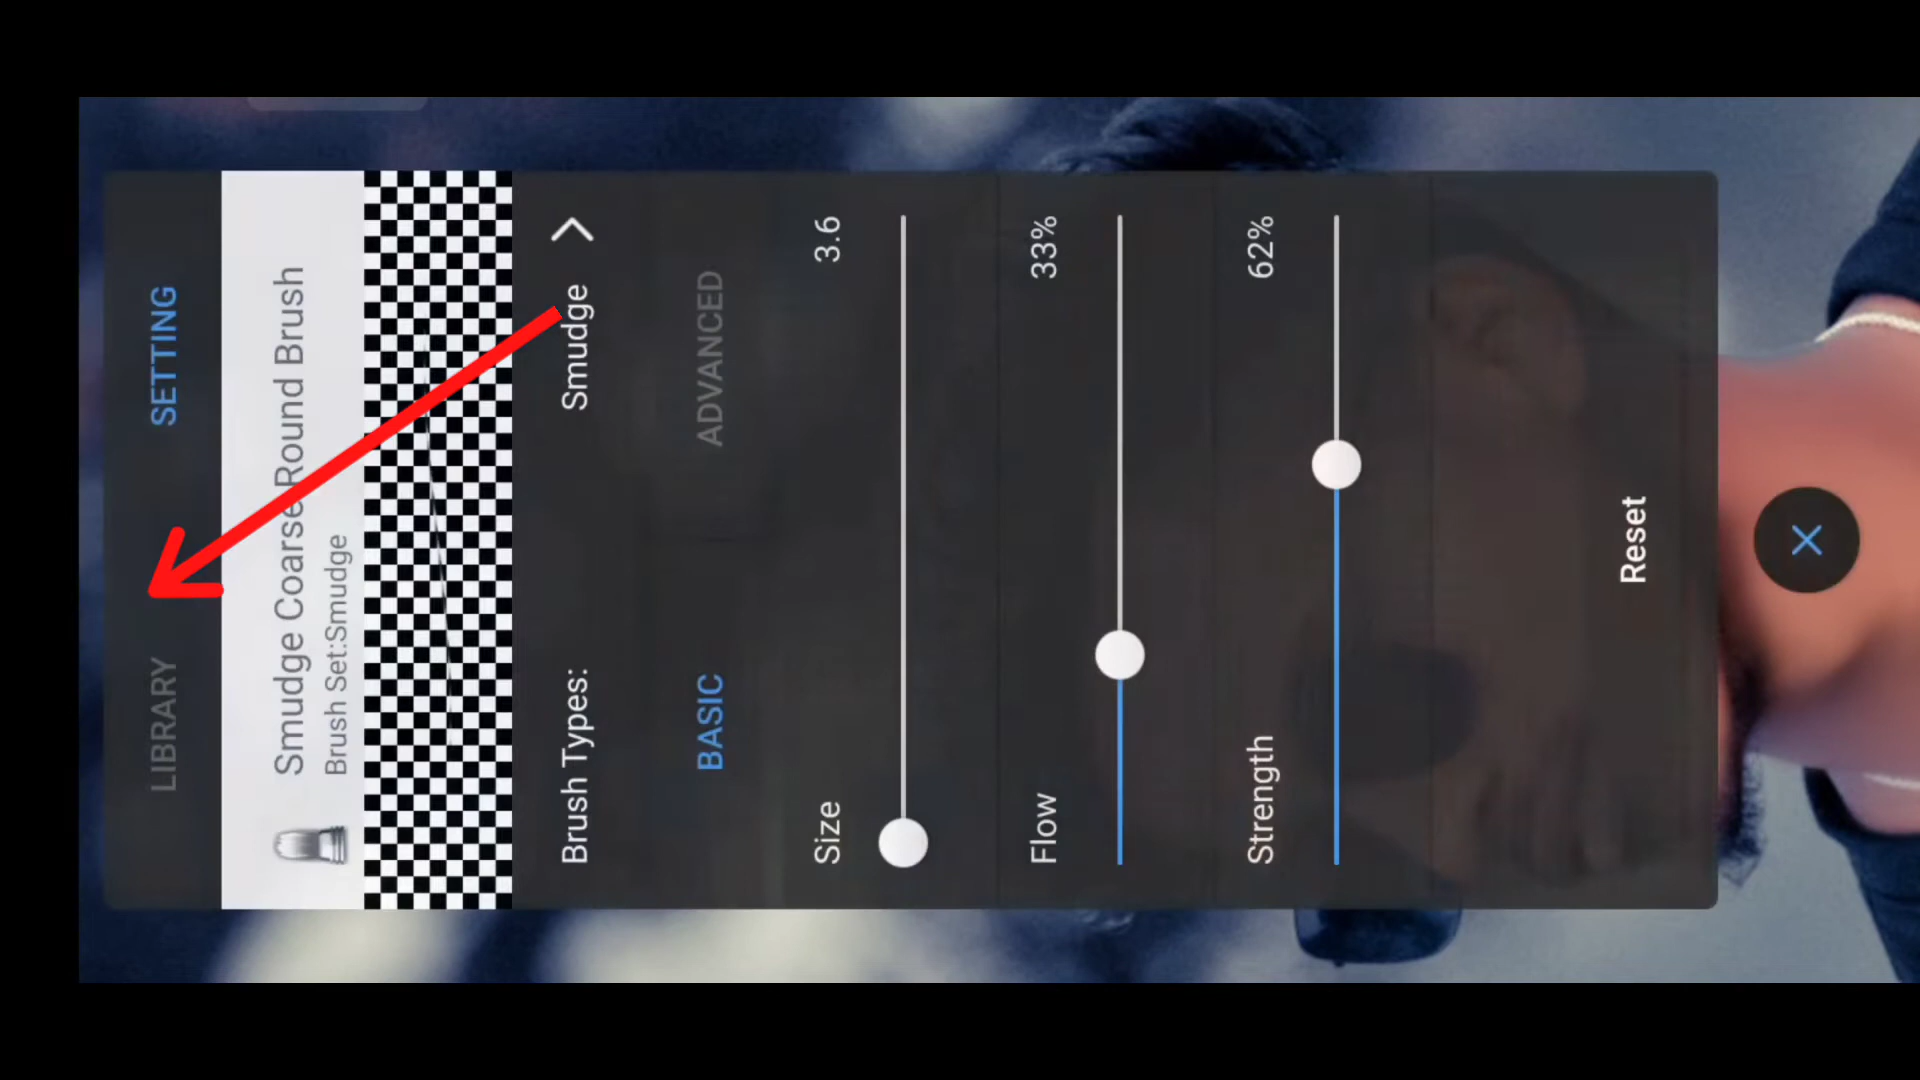 LIBRARY SETTING
Smudge Coarse Round Brush
Brush Set:Smudge
Brush Types: Smudge
BASIC ADVANCED
Size 3.6
Flow 33%
Strength 62%
Reset